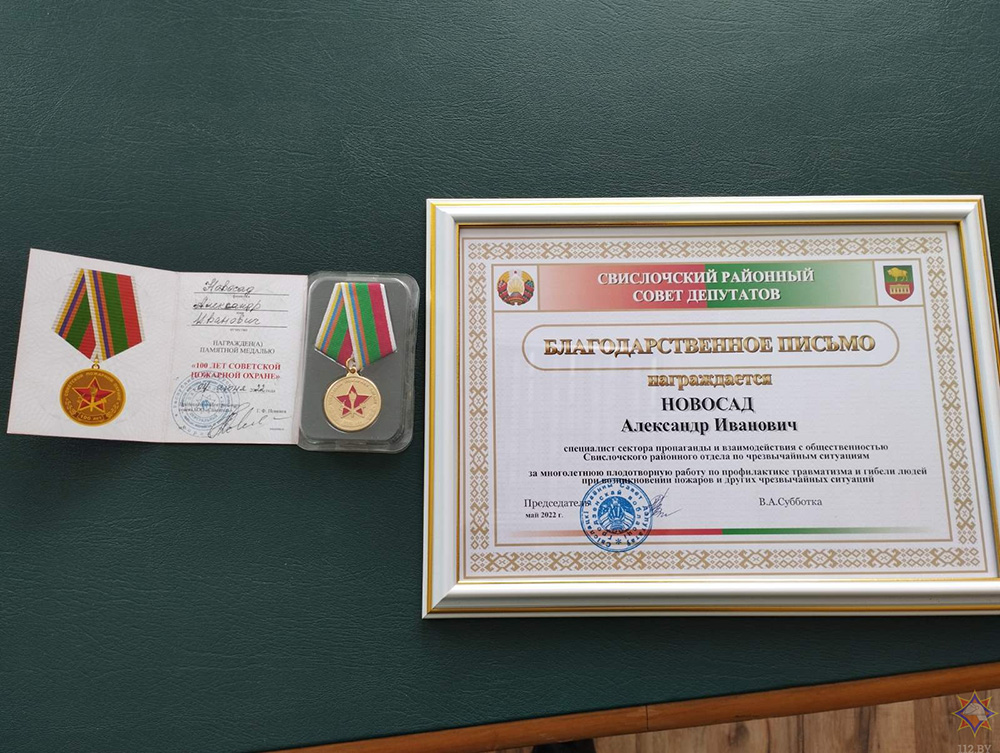 Новосад
Александр
Иванович
НАГРАЖДЕН(А)
ПАМЯТНОЙ МЕДАЛЬЮ
«100 ЛЕТ СОВЕТСКОЙ
ПОЖАРНОЙ ОХРАНЕ»
22 года
СВИСЛОЧСКИЙ РАЙОННЫЙ
СОВЕТ ДЕПУТАТОВ
БЛАГОДАРСТВЕННОЕ ПИСЬМО
награждается
НОВОСАД
Александр Иванович
специалист сектора пропаганды и взаимодействия с общественностью
Свислочского районного отдела по чрезвычайным ситуациям
за многолетнюю плодотворную работу по профилактике травматизма и гибели людей
при возникновении пожаров и других чрезвычайных ситуаций
Председатель
В.А.Субботка
май 2022 г.
112.BY